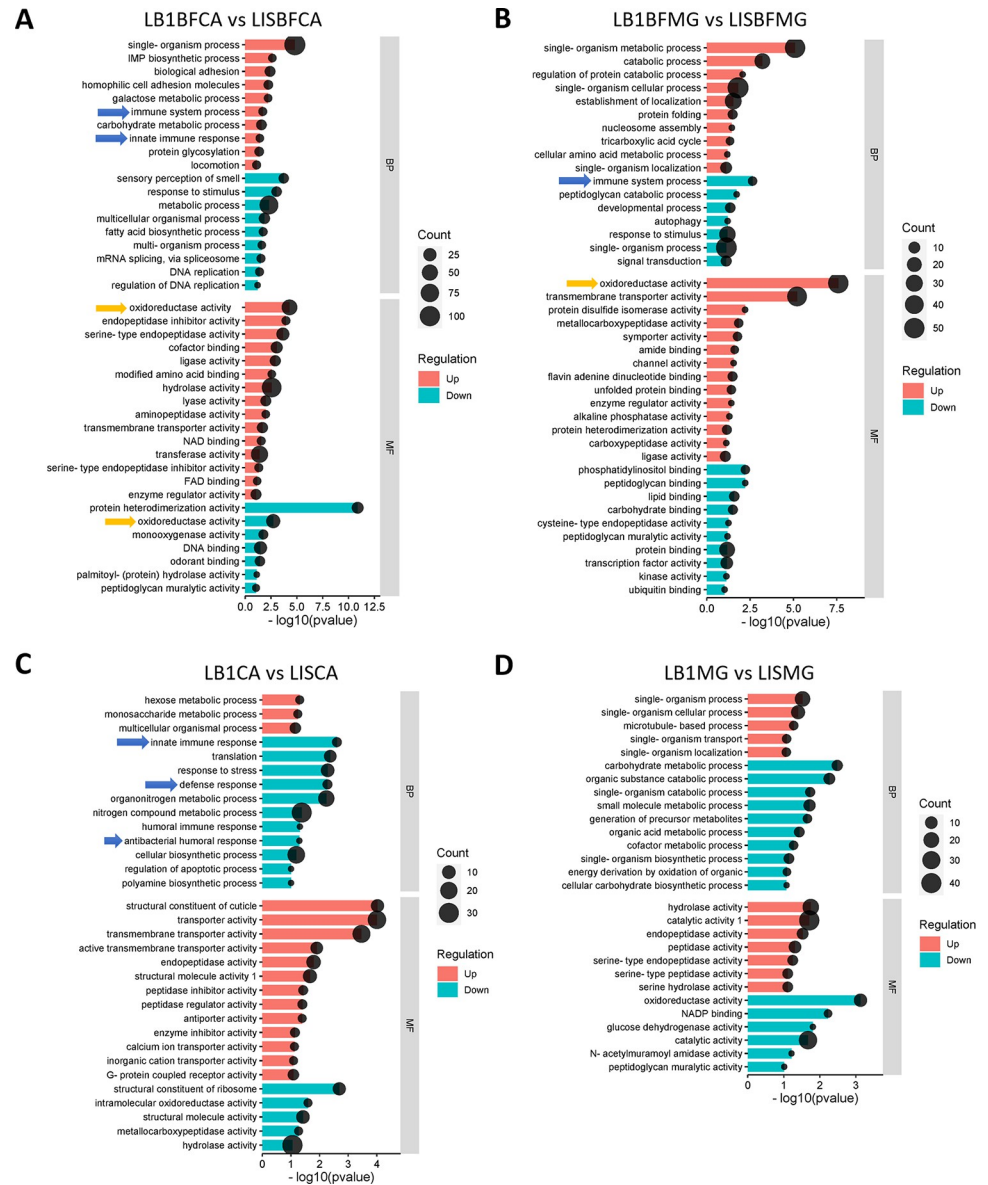 A
LB1BFCA vs LISBFCA
single- organism process
IMP biosynthetic process
biological adhesion
homophilic cell adhesion molecules
galactose metabolic process
immune system process
carbohydrate metabolic process
innate immune response
protein glycosylation
locomotion
sensory perception of smell
response to stimulus
metabolic process
multicellular organismal process
fatty acid biosynthetic process
multi- organism process
mRNA splicing, via spliceosome
DNA replication
regulation of DNA replication
BP
oxidoreductase activity
endopeptidase inhibitor activity
serine- type endopeptidase activity
cofactor binding
ligase activity
modified amino acid binding
hydrolase activity
lyase activity
aminopeptidase activity
transmembrane transporter activity
NAD binding
transferase activity
serine- type endopeptidase inhibitor activity
FAD binding
enzyme regulator activity
protein heterodimerization activity
oxidoreductase activity
monooxygenase activity
DNA binding
odorant binding
palmitoyl- (protein) hydrolase activity
peptidoglycan muralytic activity
MF
0.0 2.5 5.0 7.5 10.0 12.5
- log10(pvalue)
Count
25
50
75
100
Regulation
Up
Down
B
LB1BFMG vs LISBFMG
single- organism metabolic process
catabolic process
regulation of protein catabolic process
single- organism cellular process
establishment of localization
protein folding
nucleosome assembly
tricarboxylic acid cycle
cellular amino acid metabolic process
single- organism localization
immune system process
peptidoglycan catabolic process
developmental process
autophagy
response to stimulus
single- organism process
signal transduction
BP
oxidoreductase activity
transmembrane transporter activity
protein disulfide isomerase activity
metallocarboxypeptidase activity
symporter activity
amide binding
channel activity
flavin adenine dinucleotide binding
unfolded protein binding
enzyme regulator activity
alkaline phosphatase activity
protein heterodimerization activity
carboxypeptidase activity
ligase activity
phosphatidylinositol binding
peptidoglycan binding
lipid binding
carbohydrate binding
cysteine- type endopeptidase activity
peptidoglycan muralytic activity
protein binding
transcription factor activity
kinase activity
ubiquitin binding
MF
0.0 2.5 5.0 7.5
- log10(pvalue)
Count
10
20
30
40
50
Regulation
Up
Down
C
LB1CA vs LISCA
hexose metabolic process
monosaccharide metabolic process
multicellular organismal process
innate immune response
translation
response to stress
defense response
organonitrogen metabolic process
nitrogen compound metabolic process
humoral immune response
antibacterial humoral response
cellular biosynthetic process
regulation of apoptotic process
polyamine biosynthetic process
BP
structural constituent of cuticle
transporter activity
transmembrane transporter activity
active transmembrane transporter activity
endopeptidase activity
structural molecule activity 1
peptidase inhibitor activity
peptidase regulator activity
antiporter activity
enzyme inhibitor activity
calcium ion transporter activity
inorganic cation transporter activity
G- protein coupled receptor activity
structural constituent of ribosome
intramolecular oxidoreductase activity
structural molecule activity
metallocarboxypeptidase activity
hydrolase activity
MF
0 1 2 3 4
- log10(pvalue)
Count
10
20
30
Regulation
Up
Down
D
LB1MG vs LISMG
single- organism process
single- organism cellular process
microtubule- based process
single- organism transport
single- organism localization
carbohydrate metabolic process
organic substance catabolic process
single- organism catabolic process
small molecule metabolic process
generation of precursor metabolites
organic acid metabolic process
cofactor metabolic process
single- organism biosynthetic process
energy derivation by oxidation of organic
cellular carbohydrate biosynthetic process
BP
hydrolase activity
catalytic activity 1
endopeptidase activity
peptidase activity
serine- type endopeptidase activity
serine- type peptidase activity
serine hydrolase activity
oxidoreductase activity
NADP binding
glucose dehydrogenase activity
catalytic activity
N- acetylmuramoyl amidase activity
peptidoglycan muralytic activity
MF
0 1 2 3
- log10(pvalue)
Count
10
20
30
40
Regulation
Up
Down